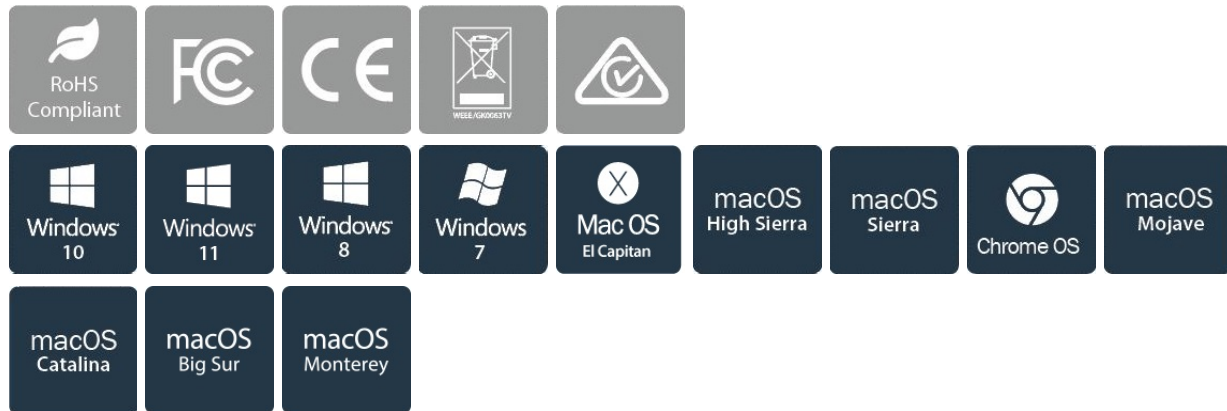 RoHS
Compliant
FC
CE
WEEE/GK0063TV
Windows
10
Windows
11
Windows
8
Windows
7
X
Mac OS
El Capitan
macOS
High Sierra
macOS
Sierra
Chrome OS
macOS
Mojave
macOS
Catalina
macOS
Big Sur
macOS
Monterey